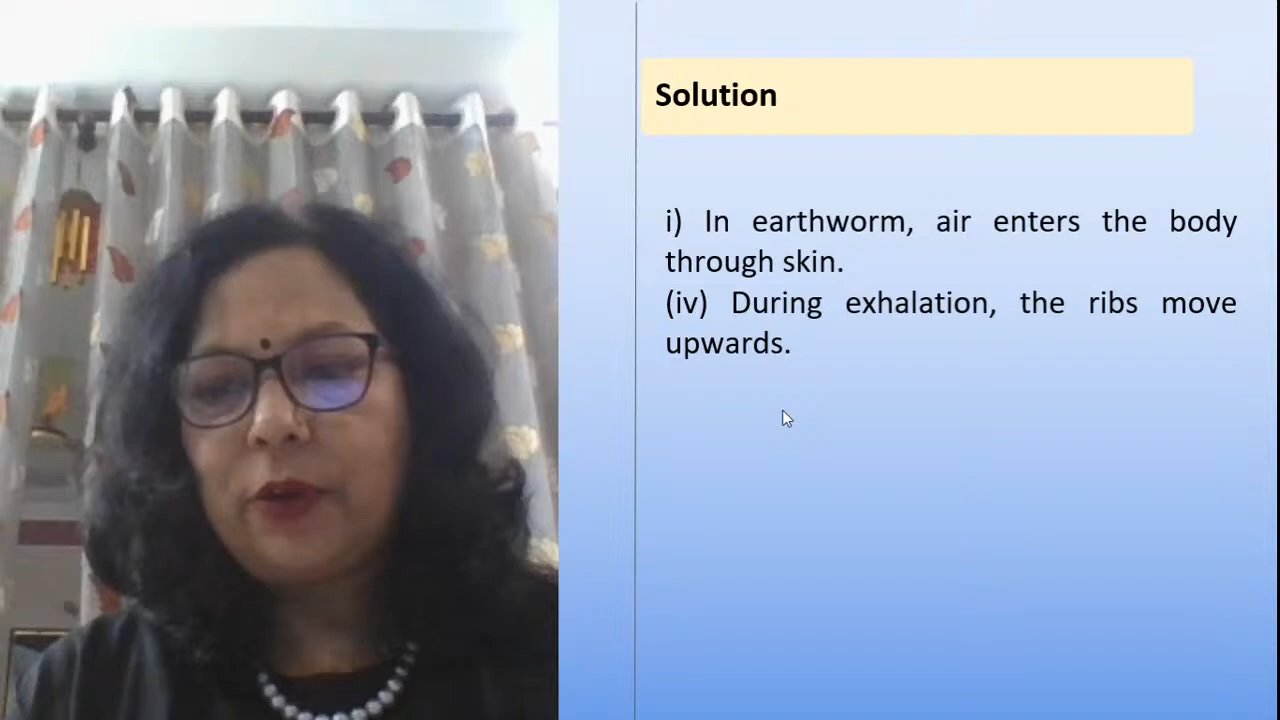 Solution
i) In earthworm, air enters the body
through skin.
(iv) During exhalation, the ribs move
upwards.